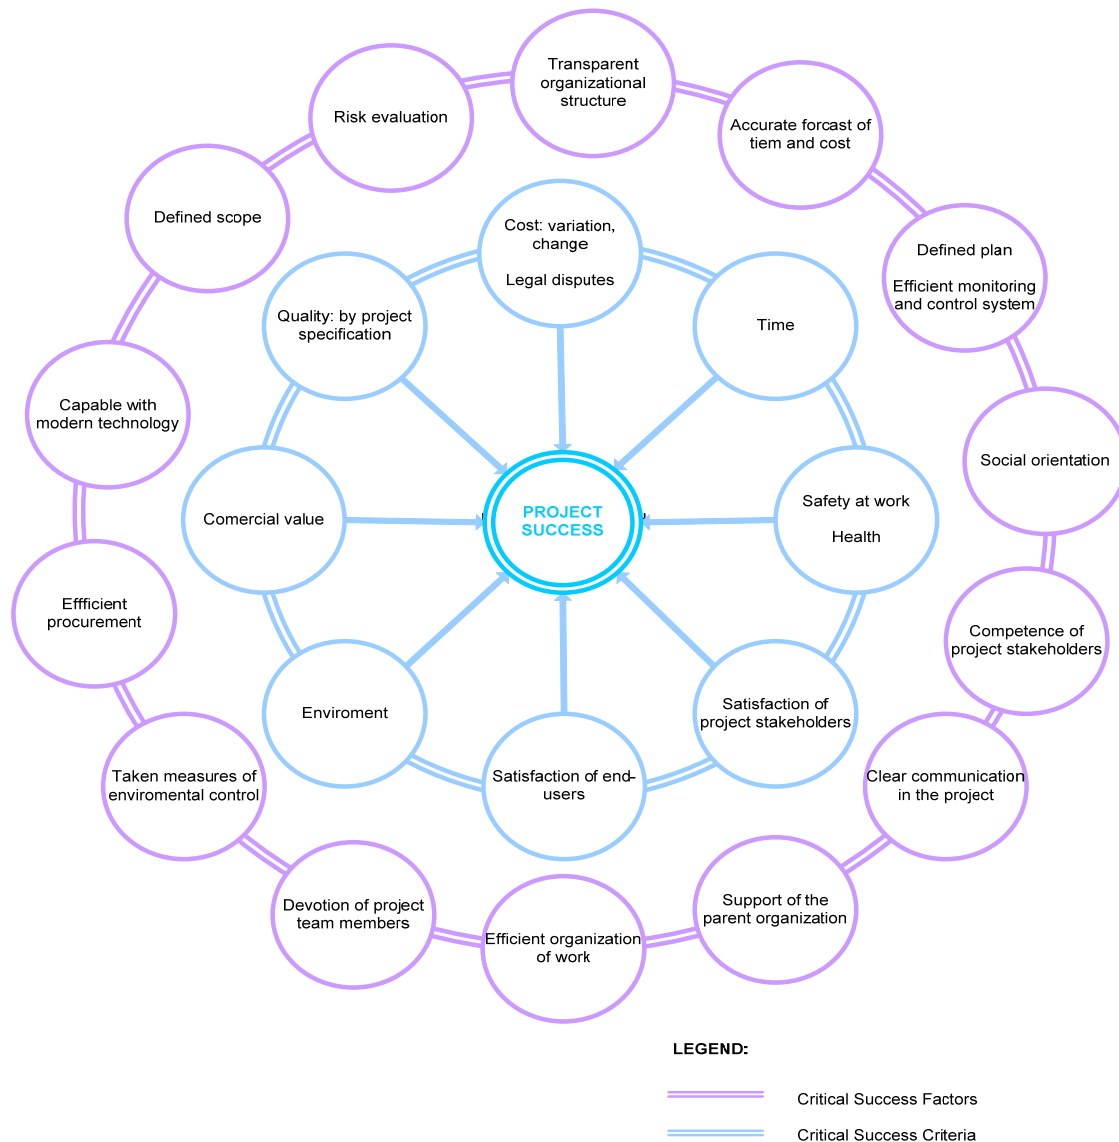 Transparent
organizational
structure
Risk evaluation
Accurate forcast of
tiem and cost
Defined scope
Cost: variation,
change
Legal disputes
Defined plan
Efficient monitoring
and control system
Quality: by project
specification
Time
Capable with
modern technology
Social orientation
Comercial value
PROJECT
SUCCESS
Safety at work
Health
Effficient
procurement
Competence of
project stakeholders
Enviroment
Satisfaction of
project stakeholders
Taken measures of
enviromental control
Satisfaction of end-
users
Clear communication
in the project
Devotion of project
team members
Efficient organization
of work
Support of the
parent organization
LEGEND:
Critical Success Factors
Critical Success Criteria